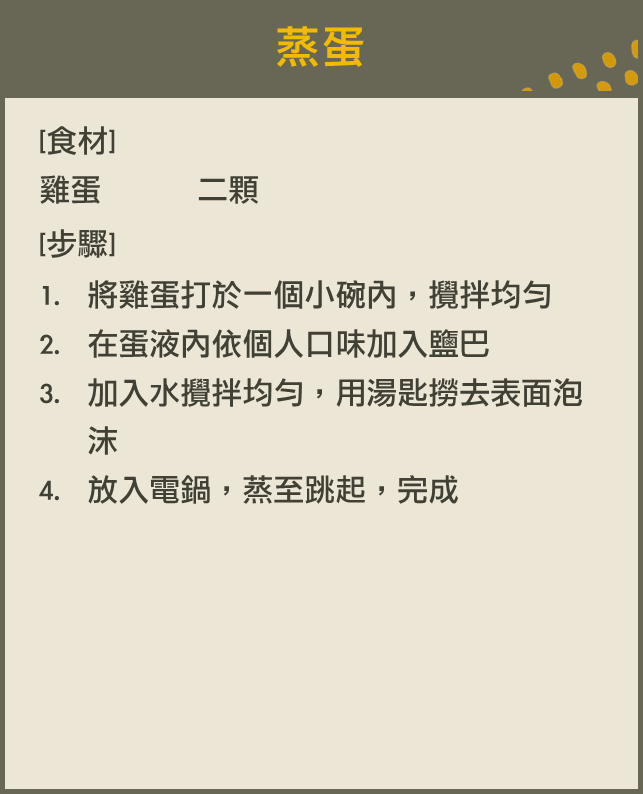 蒸蛋
[食材]
雞蛋 二顆
[步驟]
1. 將雞蛋打於一個小碗內，攪拌均勻
2. 在蛋液內依個人口味加入鹽巴
3. 加入水攪拌均勻，用湯匙撈去表面泡
沫
4. 放入電鍋，蒸至跳起，完成